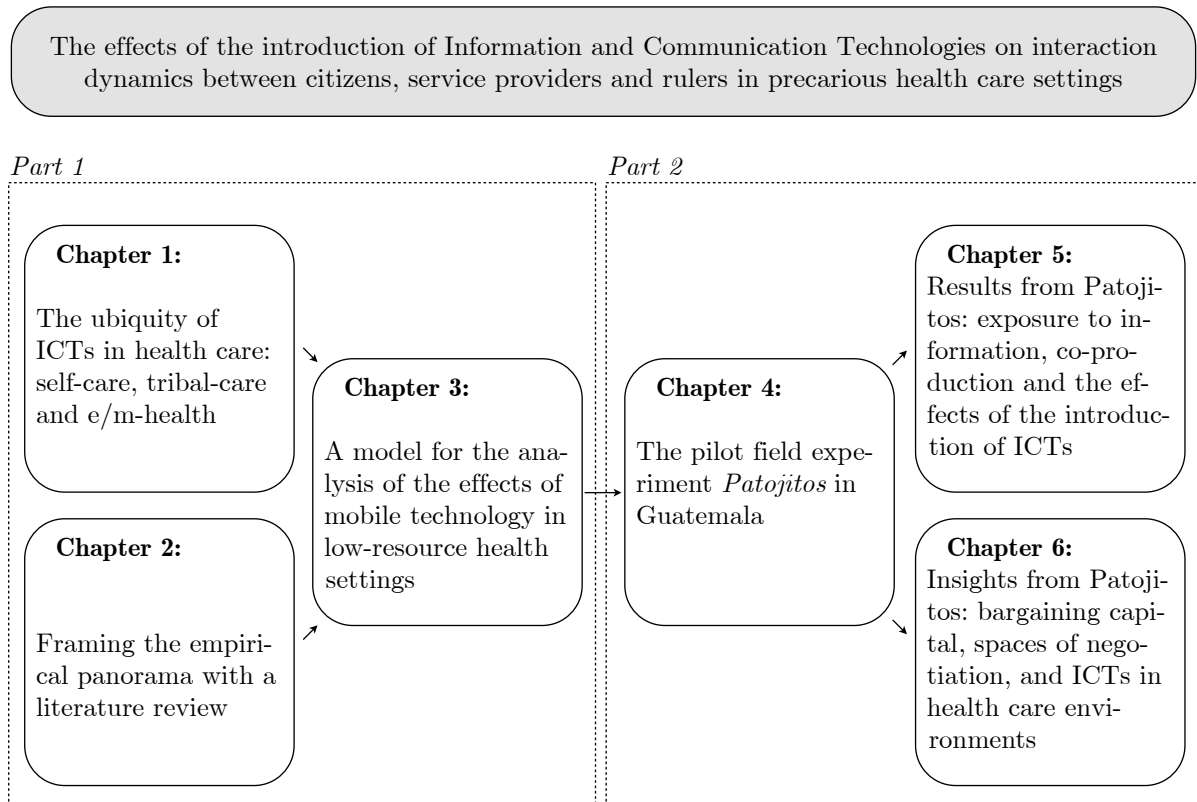 The effects of the introduction of Information and Communication Technologies on interaction
dynamics between citizens, service providers and rulers in precarious health care settings
Part 1
Chapter 1:
The ubiquity of
ICTs in health care:
self-care, tribal-care
and e/m-health
Chapter 2:
Framing the empiri-
cal panorama with a
literature review
Chapter 3:
A model for the ana-
lysis of the effects of
mobile technology in
low-resource health
settings
Part 2
Chapter 4:
The pilot field expe-
riment Patojitos in
Guatemala
Chapter 5:
Results from Patoji-
tos: exposure to in-
formation, co-pro-
duction and the ef-
fects of the introduc-
tion of ICTs
Chapter 6:
Insights from Patoji-
tos: bargaining capi-
tal, spaces of nego-
tiation, and ICTs in
health care envi-
ronments